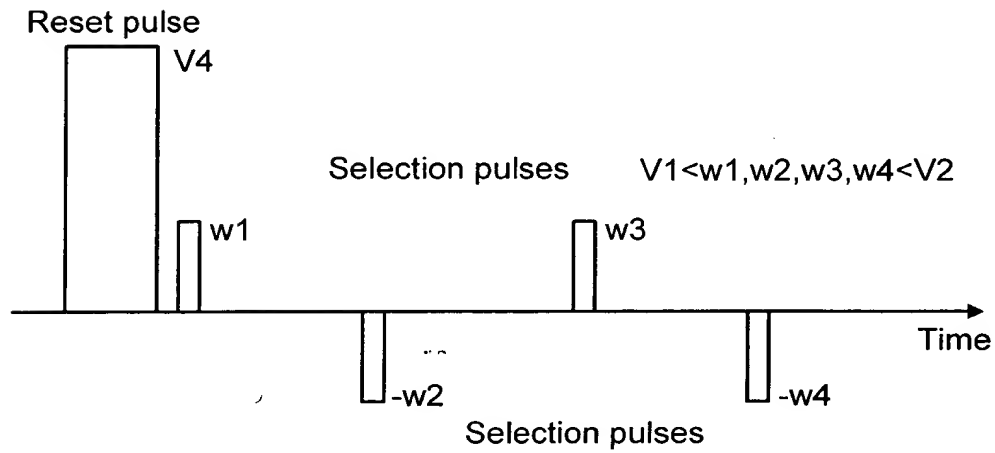 Reset pulse
V4
Selection pulses
V1<w1,w2,w3,w4<V2
w1
w3
Time
-w2
-w4
Selection pulses